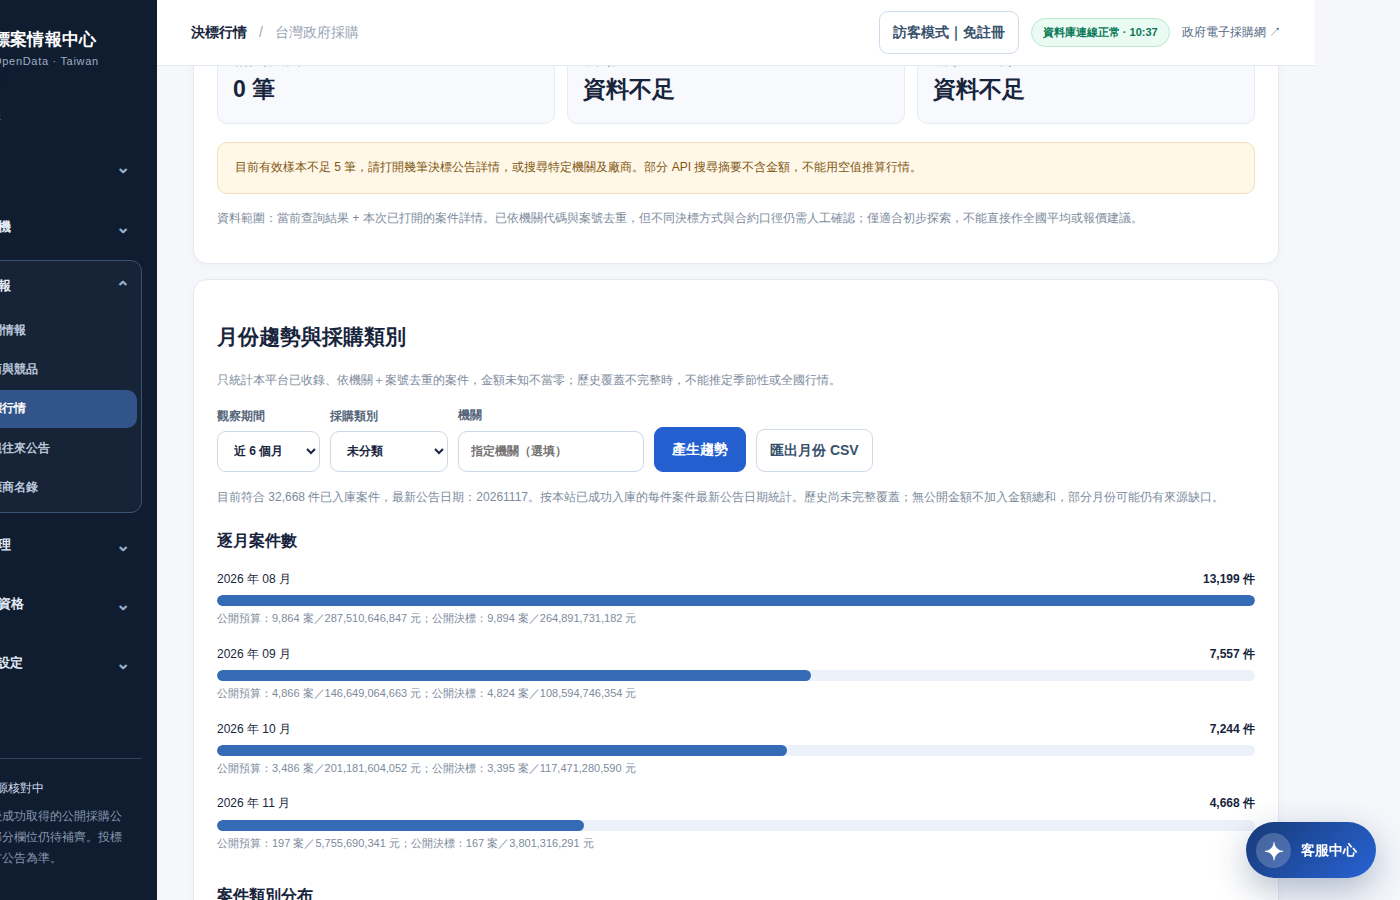 標案情報中心
OpenData · Taiwan
決標行情 / 台灣政府採購
訪客模式｜免註冊
資料庫連線正常 · 10:37
政府電子採購網 ↗
機
報
情報
與競品
行情
往來公告
商名錄
理
資格
設定
源核對中
成功取得的公開採購公
部分欄位仍待補齊。投標
公告為準。
0 筆
資料不足
資料不足
目前有效樣本不足 5 筆，請打開幾筆決標公告詳情，或搜尋特定機關及廠商。部分 API 搜尋摘要不含金額，不能用空值推算行情。
資料範圍：當前查詢結果 + 本次已打開的案件詳情。已依機關代碼與案號去重，但不同決標方式與合約口徑仍需人工確認；僅適合初步探索，不能直接作全國平均或報價建議。
月份趨勢與採購類別
只統計本平台已收錄、依機關＋案號去重的案件，金額未知不當零；歷史覆蓋不完整時，不能推定季節性或全國行情。
觀察期間
採購類別
機關
近 6 個月
未分類
指定機關（選填）
產生趨勢
匯出月份 CSV
目前符合 32,668 件已入庫案件，最新公告日期：20261117。按本站已成功入庫的每件案件最新公告日期統計。歷史尚未完整覆蓋；無公開金額不加入金額總和，部分月份可能仍有來源缺口。
逐月案件數
2026 年 08 月
13,199 件
公開預算：9,864 案／287,510,646,847 元；公開決標：9,894 案／264,891,731,182 元
2026 年 09 月
7,557 件
公開預算：4,866 案／146,649,064,663 元；公開決標：4,824 案／108,594,746,354 元
2026 年 10 月
7,244 件
公開預算：3,486 案／201,181,604,052 元；公開決標：3,395 案／117,471,280,590 元
2026 年 11 月
4,668 件
公開預算：197 案／5,755,690,341 元；公開決標：167 案／3,801,316,291 元
案件類別分布
客服中心